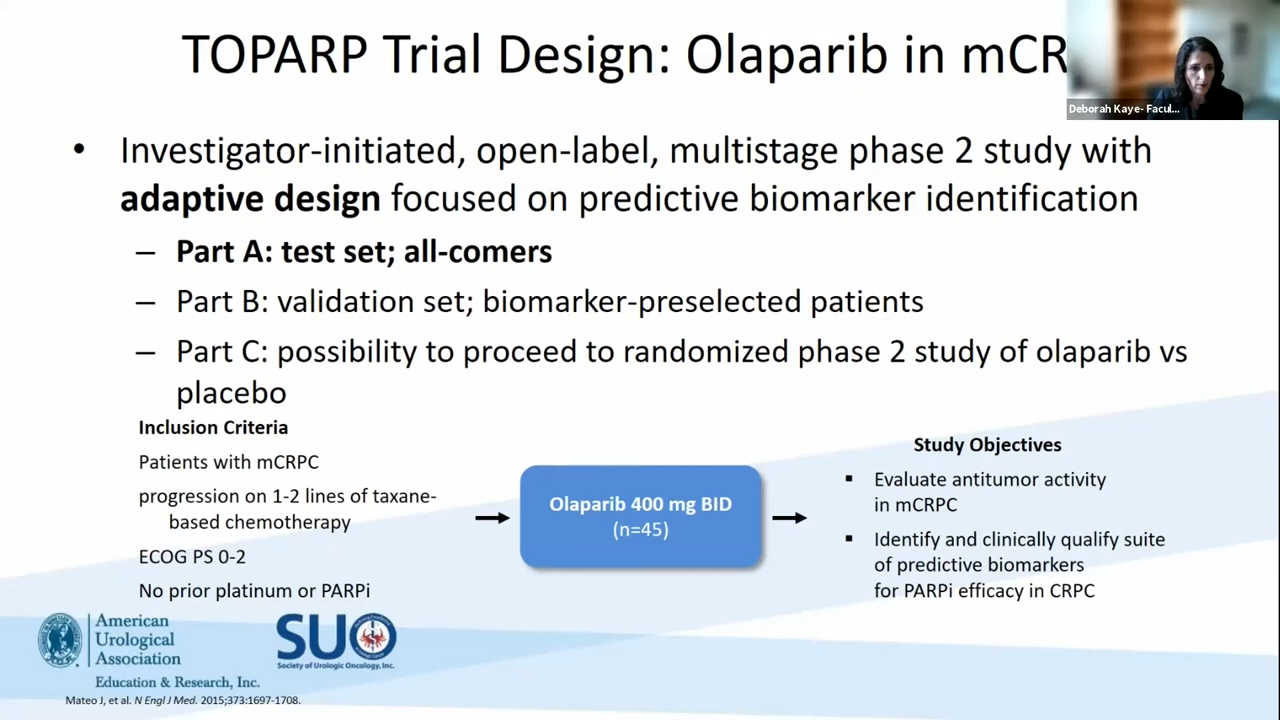 TOPARP Trial Design: Olaparib in mCR
Deborah Kaye- Facul...
• Investigator-initiated, open-label, multistage phase 2 study with
adaptive design focused on predictive biomarker identification
– Part A: test set; all-comers
– Part B: validation set; biomarker-preselected patients
– Part C: possibility to proceed to randomized phase 2 study of olaparib vs
placebo
Inclusion Criteria
Patients with mCRPC
progression on 1-2 lines of taxane-
based chemotherapy
ECOG PS 0-2
No prior platinum or PARPi
Olaparib 400 mg BID
(n=45)
Study Objectives
▪ Evaluate antitumor activity
in mCRPC
▪ Identify and clinically qualify suite
of predictive biomarkers
for PARPi efficacy in CRPC
American
Urological
Association
Education & Research, Inc.
SUO
Society of Urologic Oncology, Inc.
Mateo J, et al. N Engl J Med. 2015;373:1697-1708.